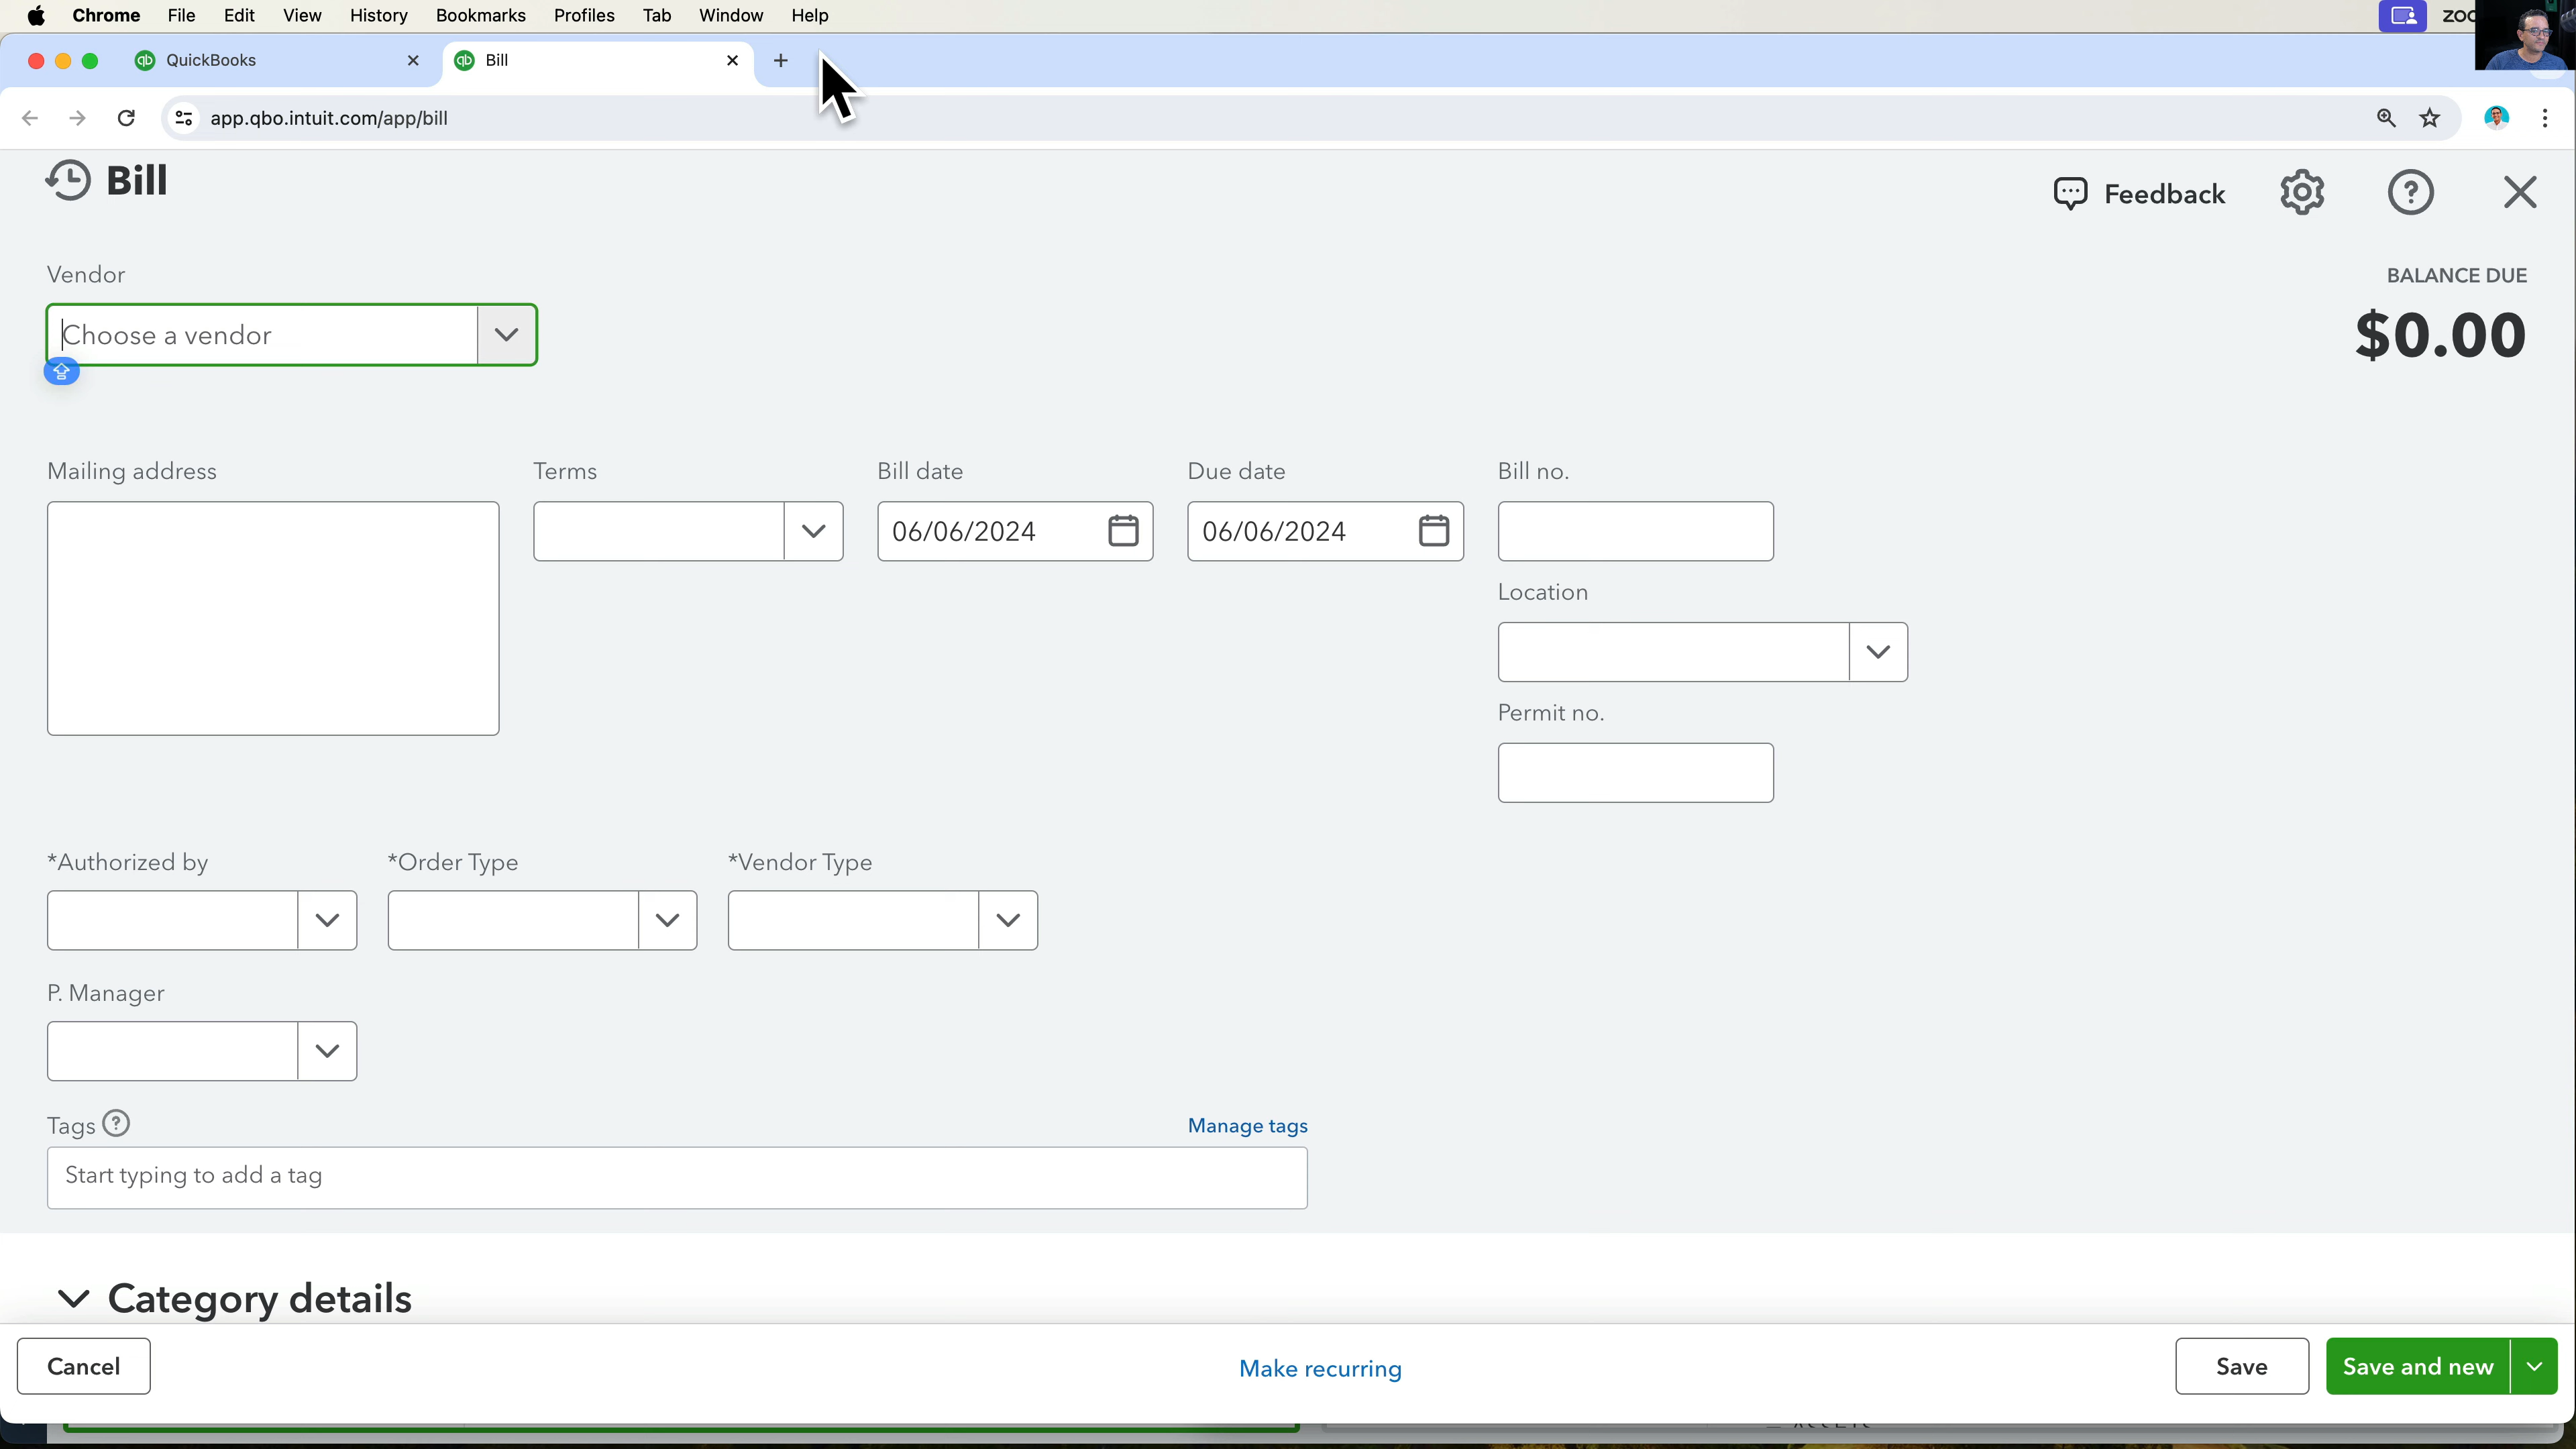 Chrome File Edit View History Bookmarks Profiles Tab Window Help
QuickBooks
Bill
app.qbo.intuit.com/app/bill
Bill
Feedback
Vendor
BALANCE DUE
Choose a vendor
$0.00
Mailing address
Terms
Bill date
Due date
Bill no.
06/06/2024
06/06/2024
Location
Permit no.
*Authorized by
*Order Type
*Vendor Type
P. Manager
Tags
Manage tags
Start typing to add a tag
Category details
Cancel
Make recurring
Save
Save and new